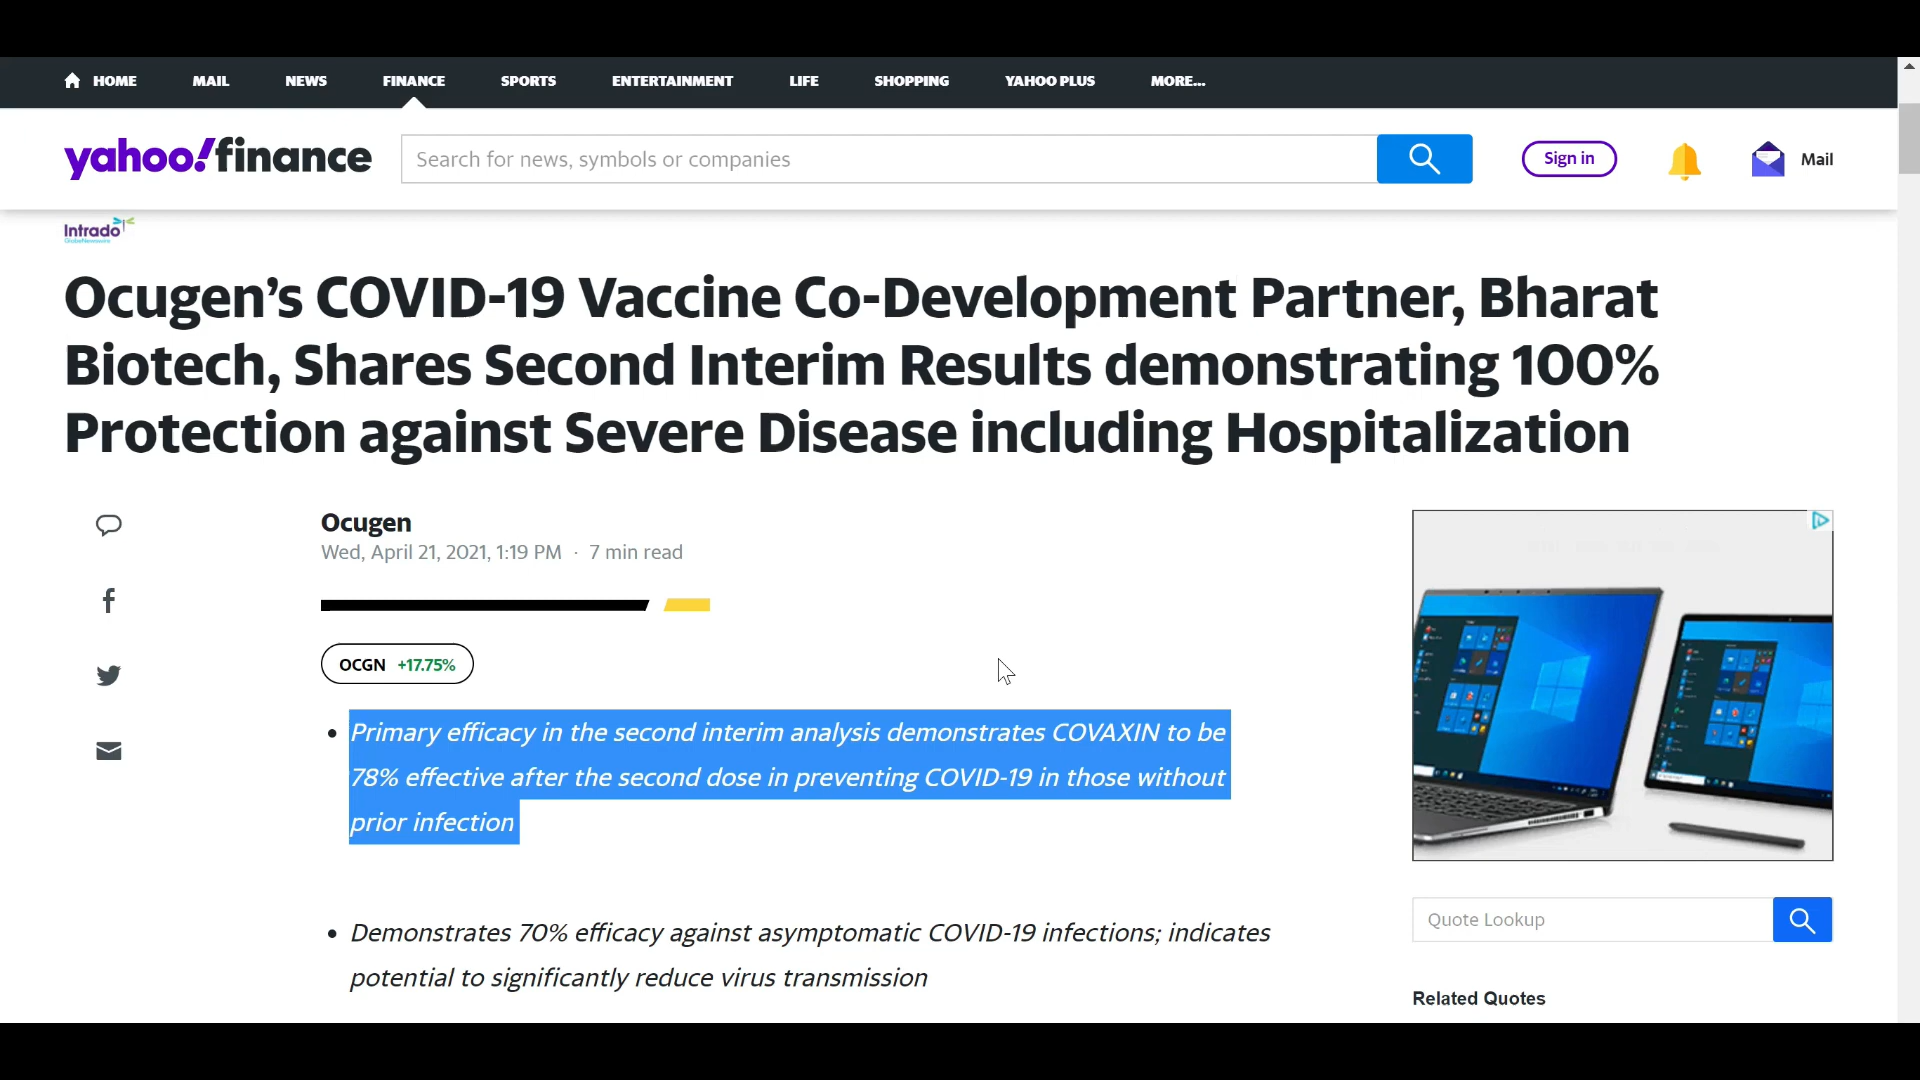 HOME MAIL NEWS FINANCE SPORTS ENTERTAINMENT LIFE SHOPPING YAHOO PLUS MORE...
yahoo!finance
Search for news, symbols or companies
Sign in
Mail
Intrado
GlobeNewswire
Ocugen’s COVID-19 Vaccine Co-Development Partner, Bharat
Biotech, Shares Second Interim Results demonstrating 100%
Protection against Severe Disease including Hospitalization
Ocugen
Wed, April 21, 2021, 1:19 PM · 7 min read
OCGN +17.75%
• Primary efficacy in the second interim analysis demonstrates COVAXIN to be
78% effective after the second dose in preventing COVID-19 in those without
prior infection
• Demonstrates 70% efficacy against asymptomatic COVID-19 infections; indicates
potential to significantly reduce virus transmission
Quote Lookup
Related Quotes